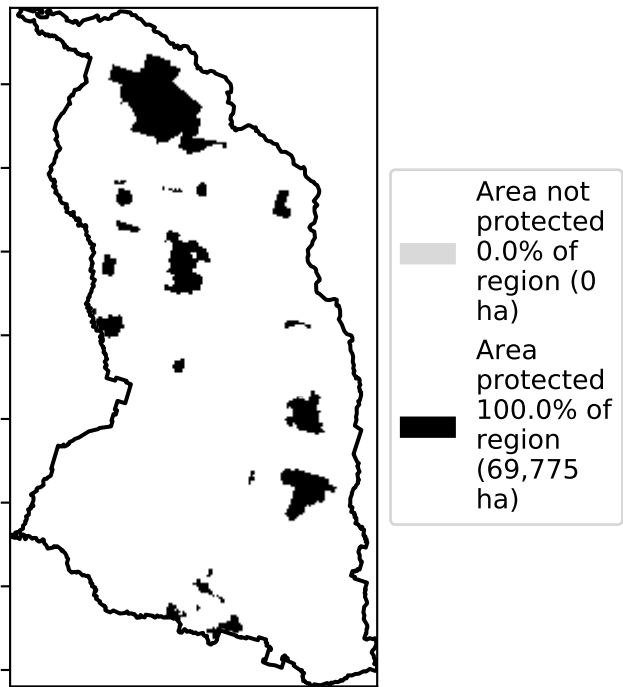 Area not
protected
0.0% of
region (0
ha)
Area
protected
100.0% of
region
(69,775
ha)